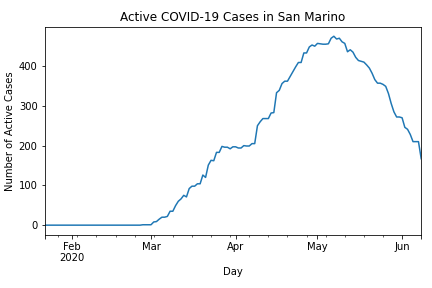 Active COVID-19 Cases in San Marino
Number of Active Cases
400
300
200
100
0
Feb
2020
Mar
Apr
May
Jun
Day